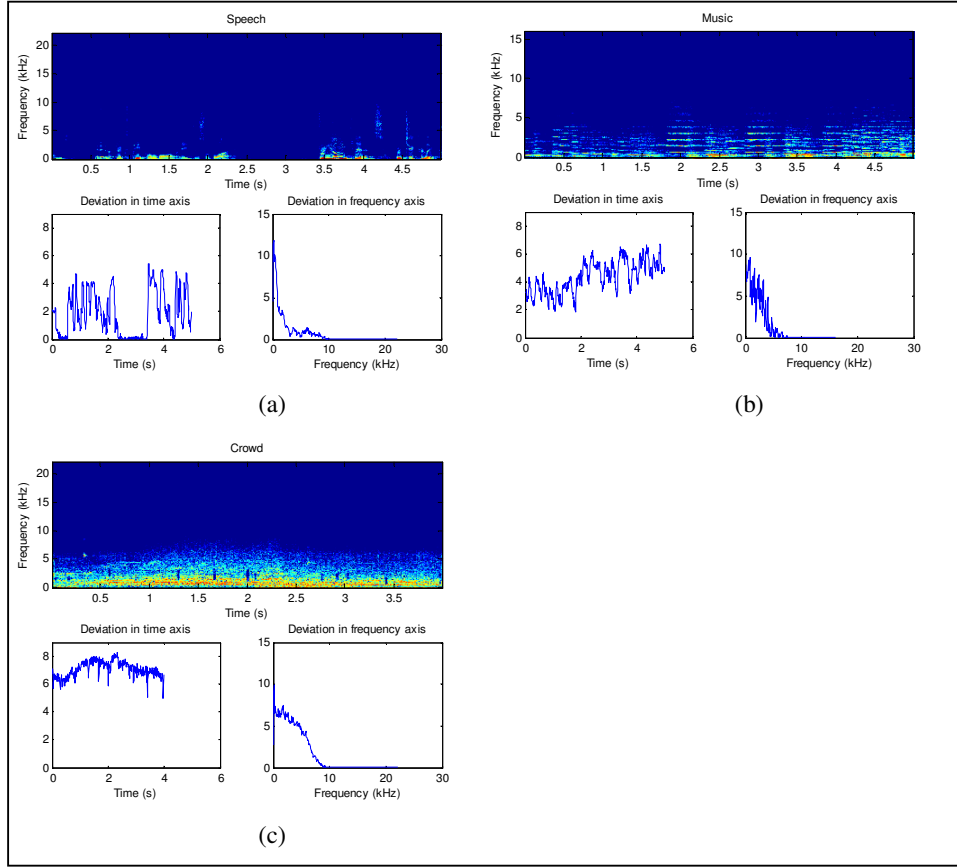 Speech
Frequency (kHz)
20
15
10
5
0
0.5 1 1.5 2 2.5 3 3.5 4 4.5
Time (s)
Deviation in time axis
8
6
4
2
0
0 2 4 6
Time (s)
Deviation in frequency axis
15
10
5
0
0 10 20 30
Frequency (kHz)
(a)
Music
Frequency (kHz)
15
10
5
0
0.5 1 1.5 2 2.5 3 3.5 4 4.5
Time (s)
Deviation in time axis
8
6
4
2
0
0 2 4 6
Time (s)
Deviation in frequency axis
15
10
5
0
0 10 20 30
Frequency (kHz)
(b)
Crowd
Frequency (kHz)
20
15
10
5
0
0.5 1 1.5 2 2.5 3 3.5
Time (s)
Deviation in time axis
8
6
4
2
0
0 2 4 6
Time (s)
Deviation in frequency axis
15
10
5
0
0 10 20 30
Frequency (kHz)
(c)